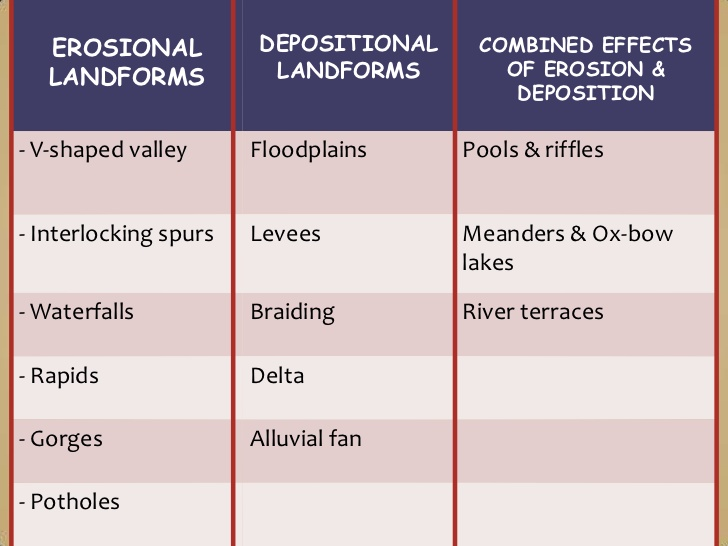 EROSIONAL
LANDFORMS
DEPOSITIONAL
LANDFORMS
COMBINED EFFECTS
OF EROSION &
DEPOSITION
- V-shaped valley
Floodplains
Pools & riffles
- Interlocking spurs
Levees
Meanders & Ox-bow
lakes
- Waterfalls
Braiding
River terraces
- Rapids
Delta
- Gorges
Alluvial fan
- Potholes